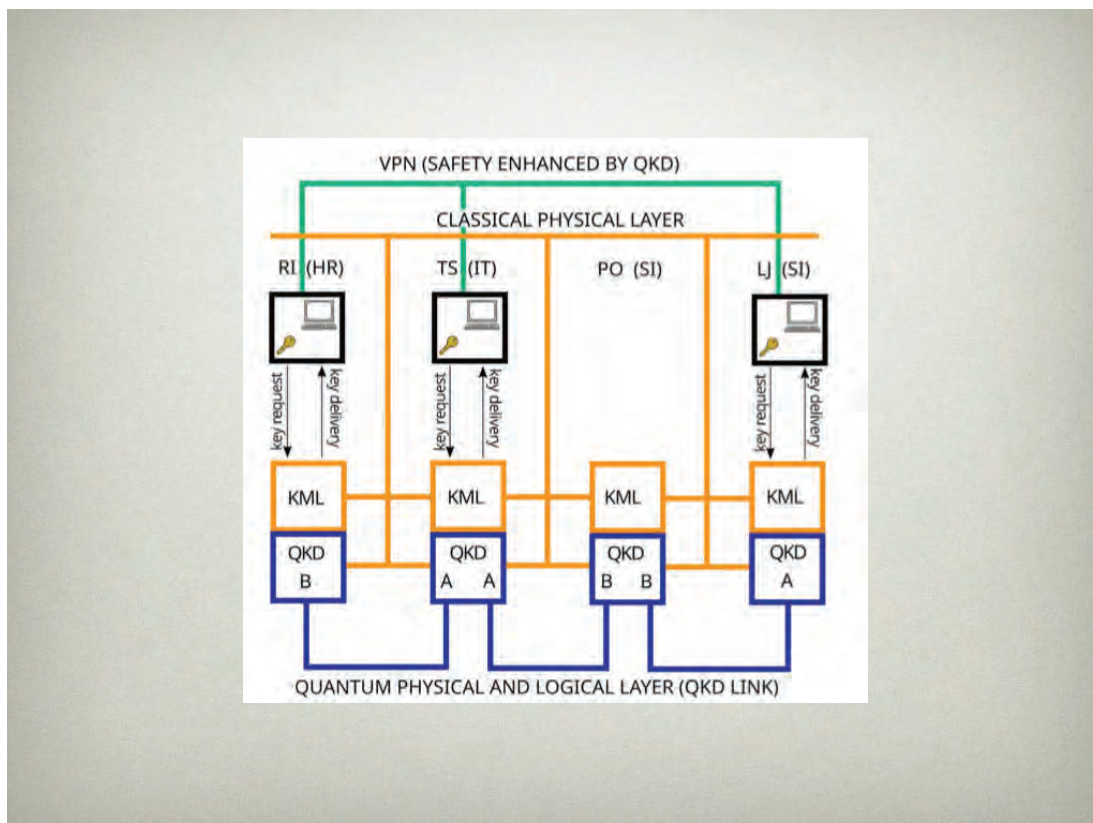 VPN (SAFETY ENHANCED BY QKD)
CLASSICAL PHYSICAL LAYER
RI (HR)
TS (IT)
PO (SI)
LJ (SI)
key request
key delivery
key request
key delivery
key request
key delivery
KML
KML
KML
KML
QKD
B
QKD
A A
QKD
B B
QKD
A
QUANTUM PHYSICAL AND LOGICAL LAYER (QKD LINK)